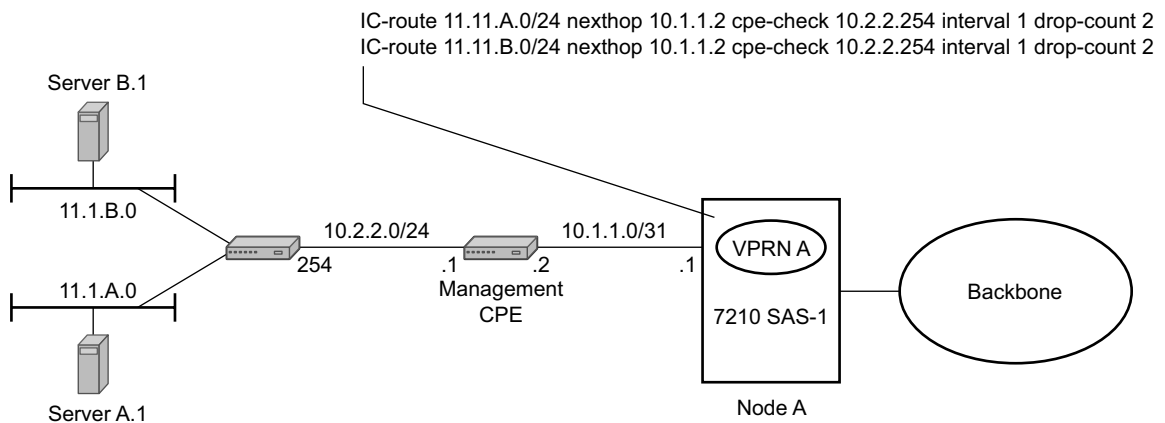 IC-route 11.11.A.0/24 nexthop 10.1.1.2 cpe-check 10.2.2.254 interval 1 drop-count 2
IC-route 11.11.B.0/24 nexthop 10.1.1.2 cpe-check 10.2.2.254 interval 1 drop-count 2
Server B.1
11.1.B.0
10.2.2.0/24
10.1.1.0/31
VPRN A
254
.1
.2
.1
Management
CPE
11.1.A.0
7210 SAS-1
Backbone
Server A.1
Node A